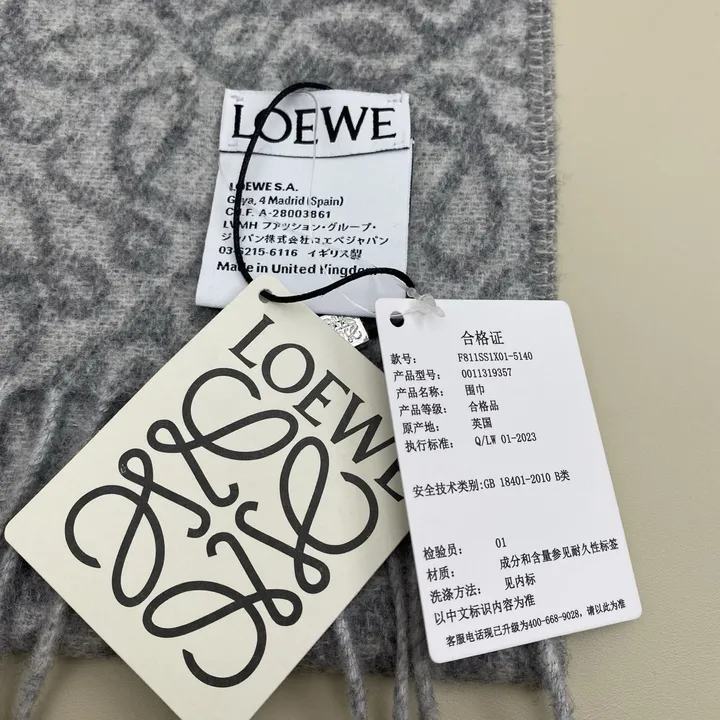 LOEWE
LOEWE S.A.
Goya, 4 Madrid (Spain)
C.I.F. A-28003861
LVMH ファッション・グループ・
ジャパン株式会社ロエベジャパン
03-6215-6116 イギリス製
Made in United Kingdom
LOEWE
合格证
款号: F811SS1X01-5140
产品型号: 0011319357
产品名称: 围巾
产品等级: 合格品
原产地: 英国
执行标准: Q/LW 01-2023
安全技术类别:GB 18401-2010 B类
检验员: 01
材质: 成分和含量参见耐久性标签
洗涤方法: 见内标
以中文标识内容为准
客服电话现已升级为400-668-9028, 请以此为准